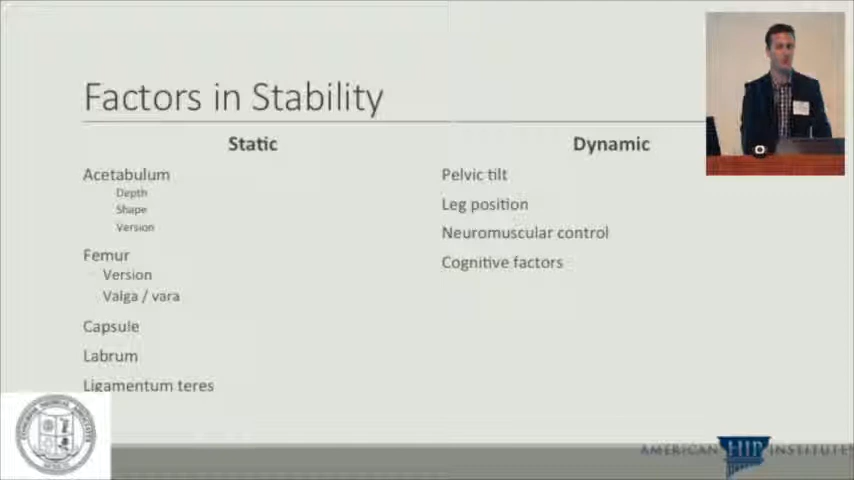 Factors in Stability
Static
Acetabulum
Depth
Shape
Version
Femur
Version
Valga / vara
Capsule
Labrum
Ligamentum teres
Dynamic
Pelvic tilt
Leg position
Neuromuscular control
Cognitive factors
AMERICAN HIP INSTITUTE